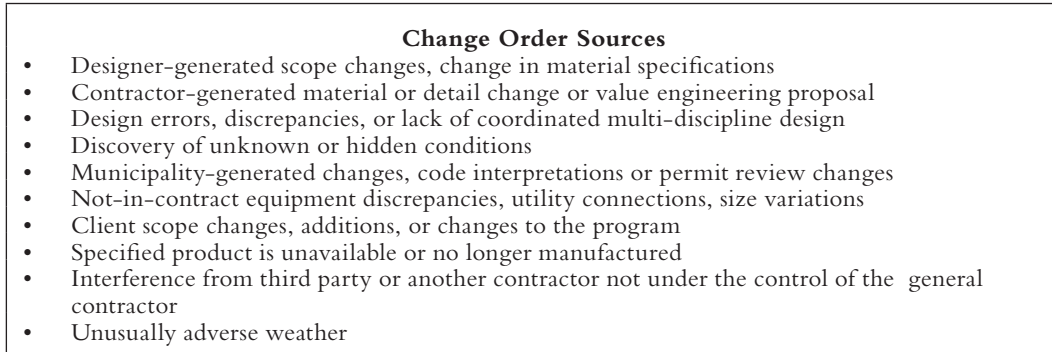 Change Order Sources
• Designer-generated scope changes, change in material specifications
• Contractor-generated material or detail change or value engineering proposal
• Design errors, discrepancies, or lack of coordinated multi-discipline design
• Discovery of unknown or hidden conditions
• Municipality-generated changes, code interpretations or permit review changes
• Not-in-contract equipment discrepancies, utility connections, size variations
• Client scope changes, additions, or changes to the program
• Specified product is unavailable or no longer manufactured
• Interference from third party or another contractor not under the control of the general
contractor
• Unusually adverse weather